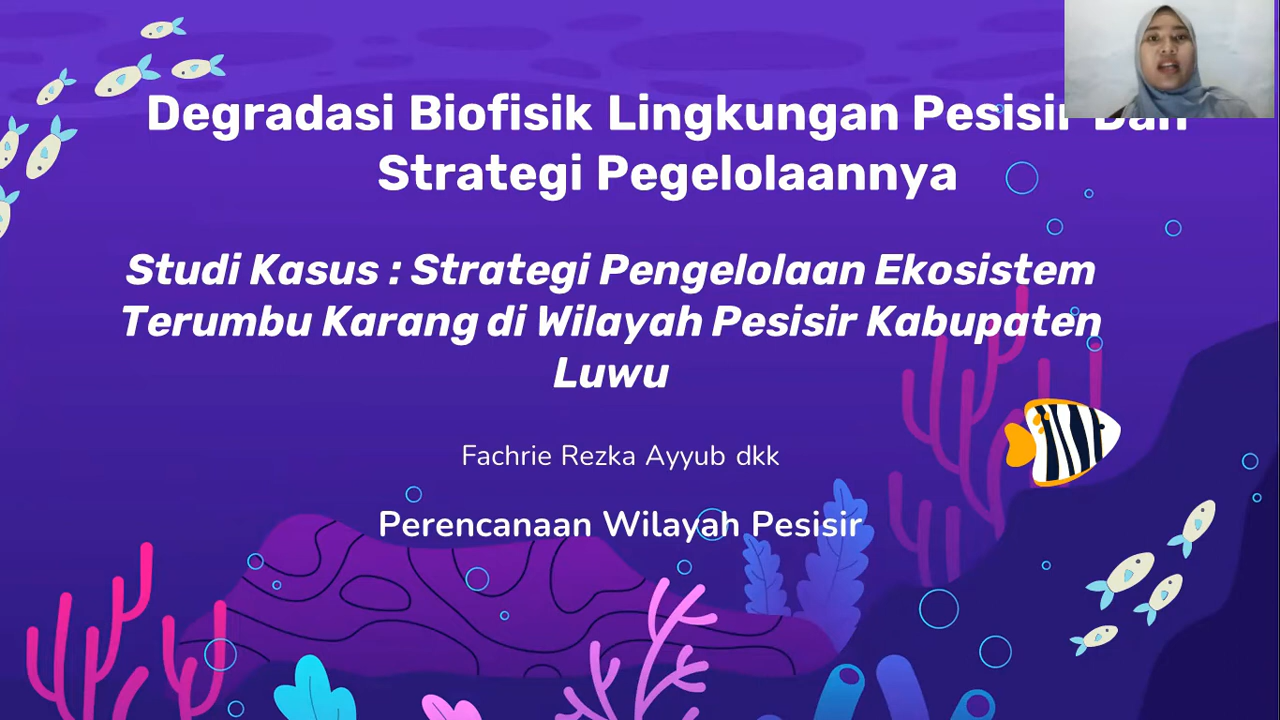 Degradasi Biofisik Lingkungan Pesisir Dan
Strategi Pegelolaannya
Studi Kasus : Strategi Pengelolaan Ekosistem
Terumbu Karang di Wilayah Pesisir Kabupaten
Luwu
Fachrie Rezka Ayyub dkk
Perencanaan Wilayah Pesisir